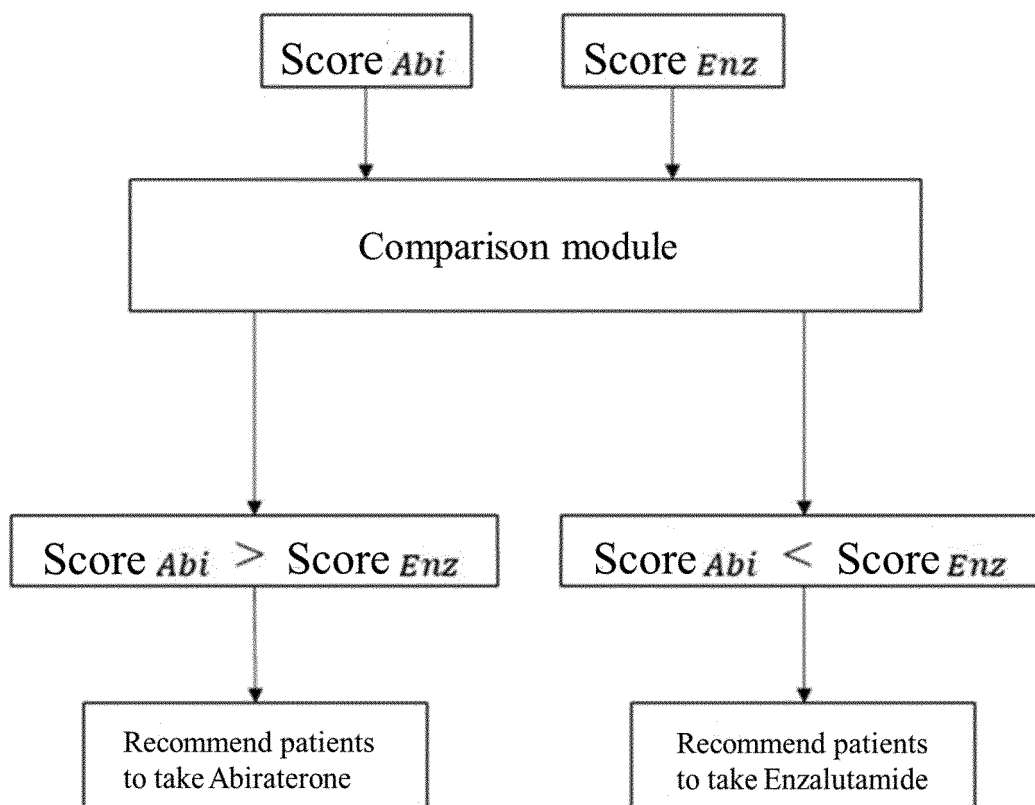 Score Abi
Score Enz
Comparison module
Score Abi > Score Enz
Score Abi < Score Enz
Recommend patients
to take Abiraterone
Recommend patients
to take Enzalutamide